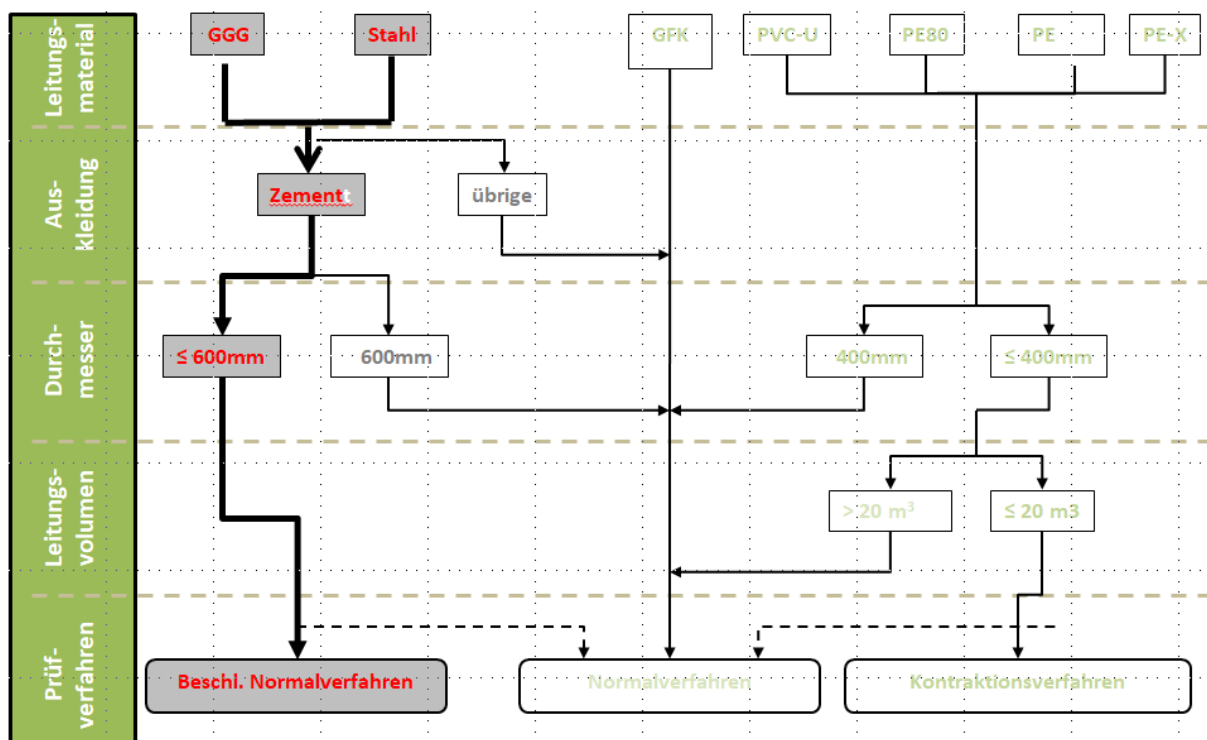 Leitungs-
material
GGG
Stahl
GFK
PVC-U
PE80
PE
PE-X
Aus-
kleidung
Zementt
übrige
Durch-
messer
≤ 600mm
600mm
400mm
≤ 400mm
Leitungs-
volumen
> 20 m³
≤ 20 m3
Prüf-
verfahren
Beschl. Normalverfahren
Normalverfahren
Kontraktionsverfahren